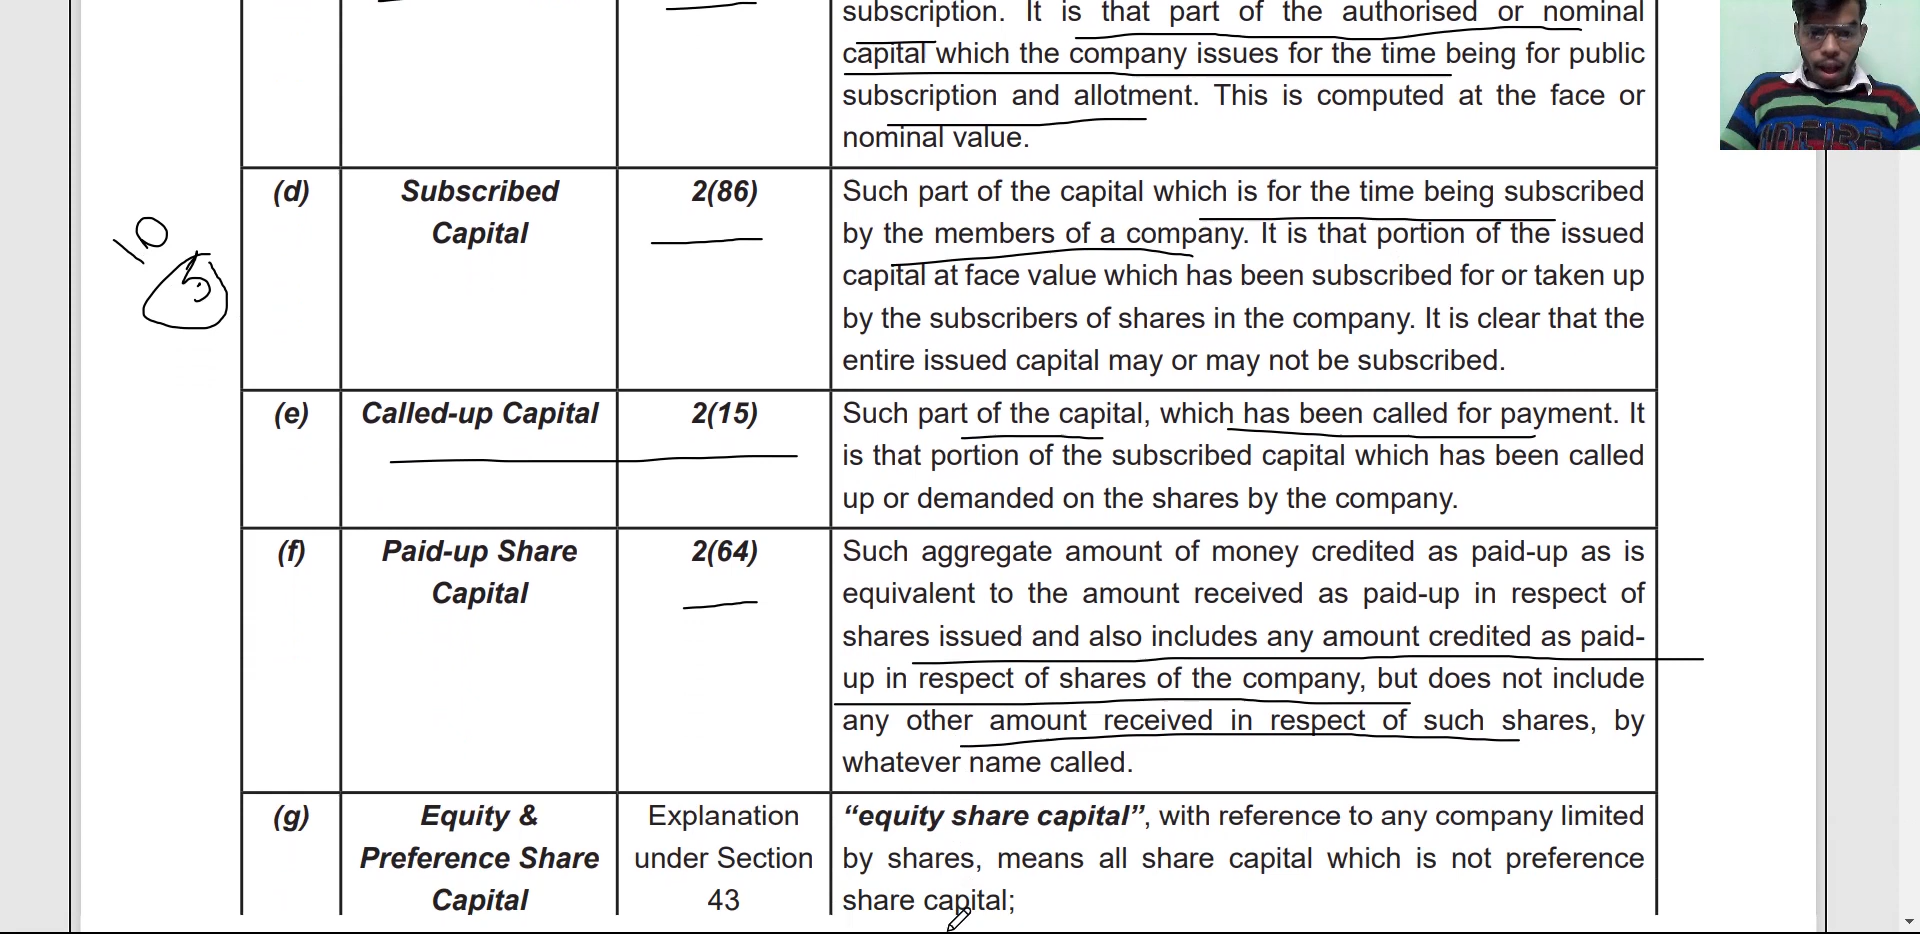 subscription. It is that part of the authorised or nominal
capital which the company issues for the time being for public
subscription and allotment. This is computed at the face or
nominal value.
(d) Subscribed Capital 2(86)
Such part of the capital which is for the time being subscribed
by the members of a company. It is that portion of the issued
capital at face value which has been subscribed for or taken up
by the subscribers of shares in the company. It is clear that the
entire issued capital may or may not be subscribed.
10
5
(e) Called-up Capital 2(15)
Such part of the capital, which has been called for payment. It
is that portion of the subscribed capital which has been called
up or demanded on the shares by the company.
(f) Paid-up Share Capital 2(64)
Such aggregate amount of money credited as paid-up as is
equivalent to the amount received as paid-up in respect of
shares issued and also includes any amount credited as paid-
up in respect of shares of the company, but does not include
any other amount received in respect of such shares, by
whatever name called.
(g) Equity & Preference Share Capital
Explanation under Section 43
“equity share capital”, with reference to any company limited
by shares, means all share capital which is not preference
share capital;